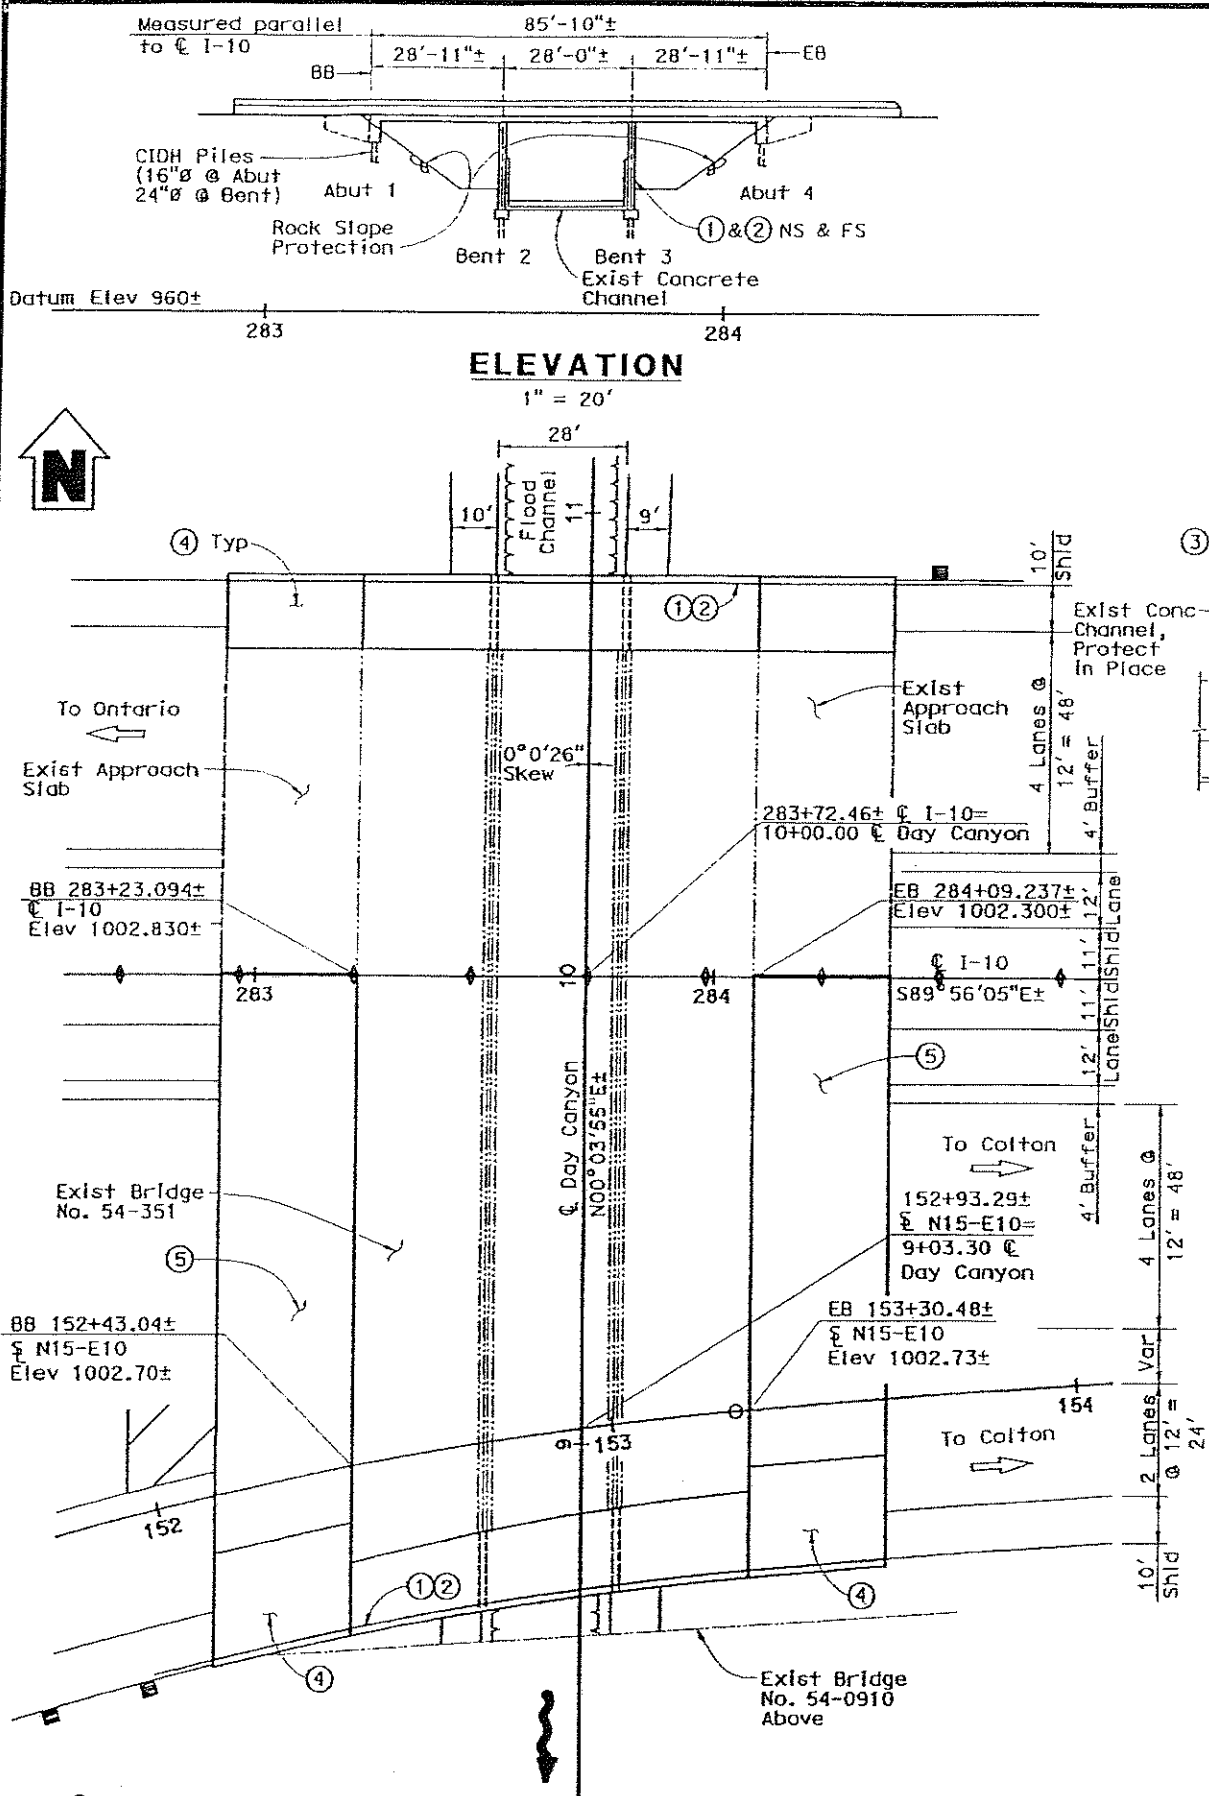 Measured parallel
to ℄ I-10
85'-10"±
28'-11"± 28'-0"± 28'-11"±
BB
EB
CIDH Piles
(16"Ø @ Abut
24"Ø @ Bent)
Abut 1
Abut 4
Rock Slope
Protection
Bent 2
Bent 3
① & ② NS & FS
Exist Concrete
Channel
Datum Elev 960±
283
284
ELEVATION
1" = 20'
N
28'
10'
Flood
Channel
11
9'
④ Typ
①②
10'
Shld
③
Exist Conc
Channel,
Protect
In Place
To Ontario
Exist Approach
Slab
0°0'26"
Skew
Exist
Approach
Slab
4 Lanes @
12' = 48'
4' Buffer
283+72.46± ℄ I-10=
10+00.00 ℄ Day Canyon
BB 283+23.094±
℄ I-10
Elev 1002.830±
EB 284+09.237±
Elev 1002.300±
12'
Lane
11'
Shld
283
10
284
℄ I-10
S89°56'05"E±
11'
Shld
12'
Lane
⑤
℄ Day Canyon
N00°03'55"E±
4' Buffer
To Colton
4 Lanes @
12' = 48'
Exist Bridge
No. 54-351
152+93.29±
℄ N15-E10=
9+03.30 ℄
Day Canyon
⑤
BB 152+43.04±
℄ N15-E10
Elev 1002.70±
EB 153+30.48±
℄ N15-E10
Elev 1002.73±
Var
154
9
153
To Colton
2 Lanes
@ 12' =
24'
152
①②
④
10'
Shld
④
Exist Bridge
No. 54-0910
Above